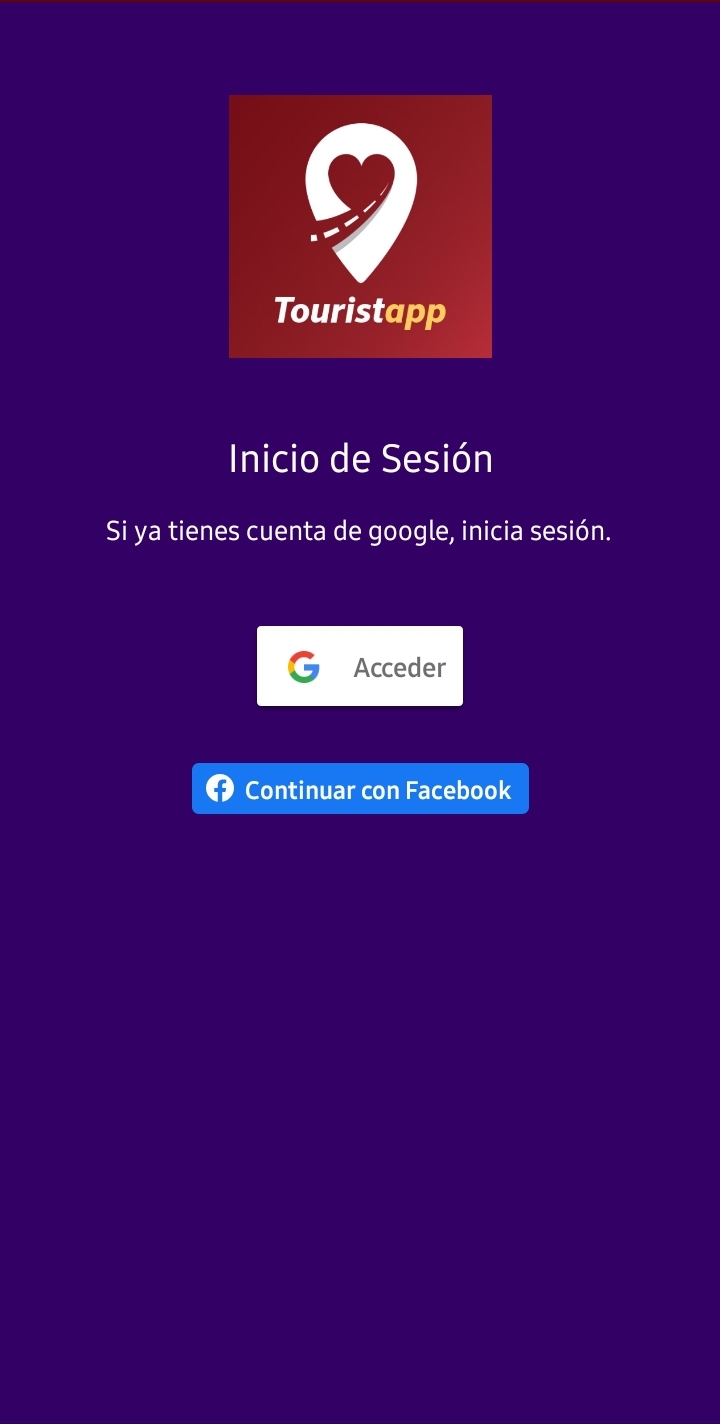 Touristapp
Inicio de Sesión
Si ya tienes cuenta de google, inicia sesión.
Acceder
Continuar con Facebook